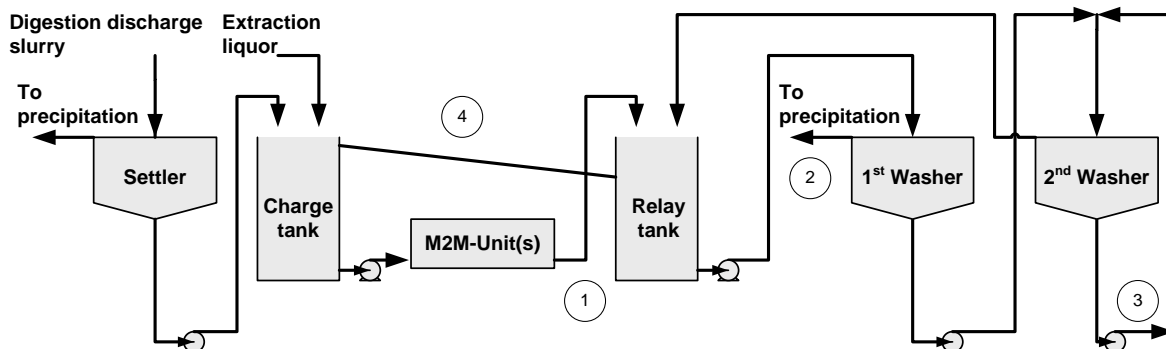 Digestion discharge
slurry
Extraction
liquor
To
precipitation
Settler
Charge
tank
4
M2M-Unit(s)
1
Relay
tank
To
precipitation
2
1st Washer
2nd Washer
3